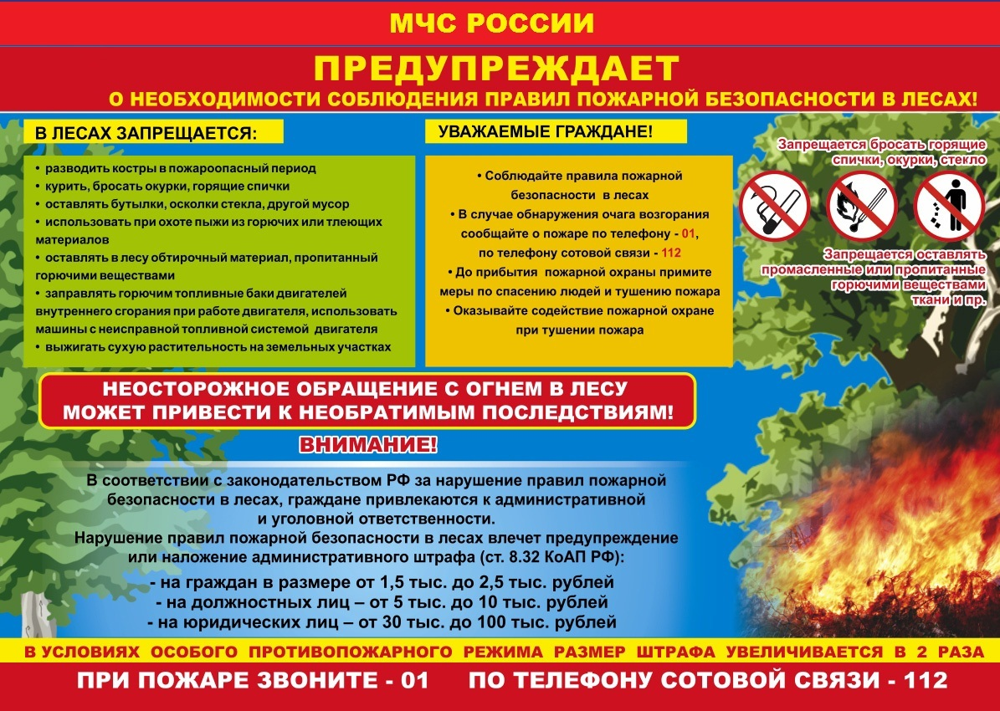 МЧС РОССИИ
ПРЕДУПРЕЖДАЕТ
О НЕОБХОДИМОСТИ СОБЛЮДЕНИЯ ПРАВИЛ ПОЖАРНОЙ БЕЗОПАСНОСТИ В ЛЕСАХ!
В ЛЕСАХ ЗАПРЕЩАЕТСЯ:
• разводить костры в пожароопасный период
• курить, бросать окурки, горящие спички
• оставлять бутылки, осколки стекла, другой мусор
• использовать при охоте пыжи из горючих или тлеющих
материалов
• оставлять в лесу обтирочный материал, пропитанный
горючими веществами
• заправлять горючим топливные баки двигателей
внутреннего сгорания при работе двигателя, использовать
машины с неисправной топливной системой двигателя
• выжигать сухую растительность на земельных участках
УВАЖАЕМЫЕ ГРАЖДАНЕ!
• Соблюдайте правила пожарной
безопасности в лесах
• В случае обнаружения очага возгорания
сообщайте о пожаре по телефону - 01,
по телефону сотовой связи - 112
• До прибытия пожарной охраны примите
меры по спасению людей и тушению пожара
• Оказывайте содействие пожарной охране
при тушении пожара
Запрещается бросать горящие
спички, окурки, стекло
Запрещается оставлять
промасленные или пропитанные
горючими веществами
ткани и пр.
НЕОСТОРОЖНОЕ ОБРАЩЕНИЕ С ОГНЕМ В ЛЕСУ
МОЖЕТ ПРИВЕСТИ К НЕОБРАТИМЫМ ПОСЛЕДСТВИЯМ!
ВНИМАНИЕ!
В соответствии с законодательством РФ за нарушение правил пожарной
безопасности в лесах, граждане привлекаются к административной
и уголовной ответственности.
Нарушение правил пожарной безопасности в лесах влечет предупреждение
или наложение административного штрафа (ст. 8.32 КоАП РФ):
- на граждан в размере от 1,5 тыс. до 2,5 тыс. рублей
- на должностных лиц – от 5 тыс. до 10 тыс. рублей
- на юридических лиц – от 30 тыс. до 100 тыс. рублей
В УСЛОВИЯХ ОСОБОГО ПРОТИВОПОЖАРНОГО РЕЖИМА РАЗМЕР ШТРАФА УВЕЛИЧИВАЕТСЯ В 2 РАЗА
ПРИ ПОЖАРЕ ЗВОНИТЕ - 01 ПО ТЕЛЕФОНУ СОТОВОЙ СВЯЗИ - 112